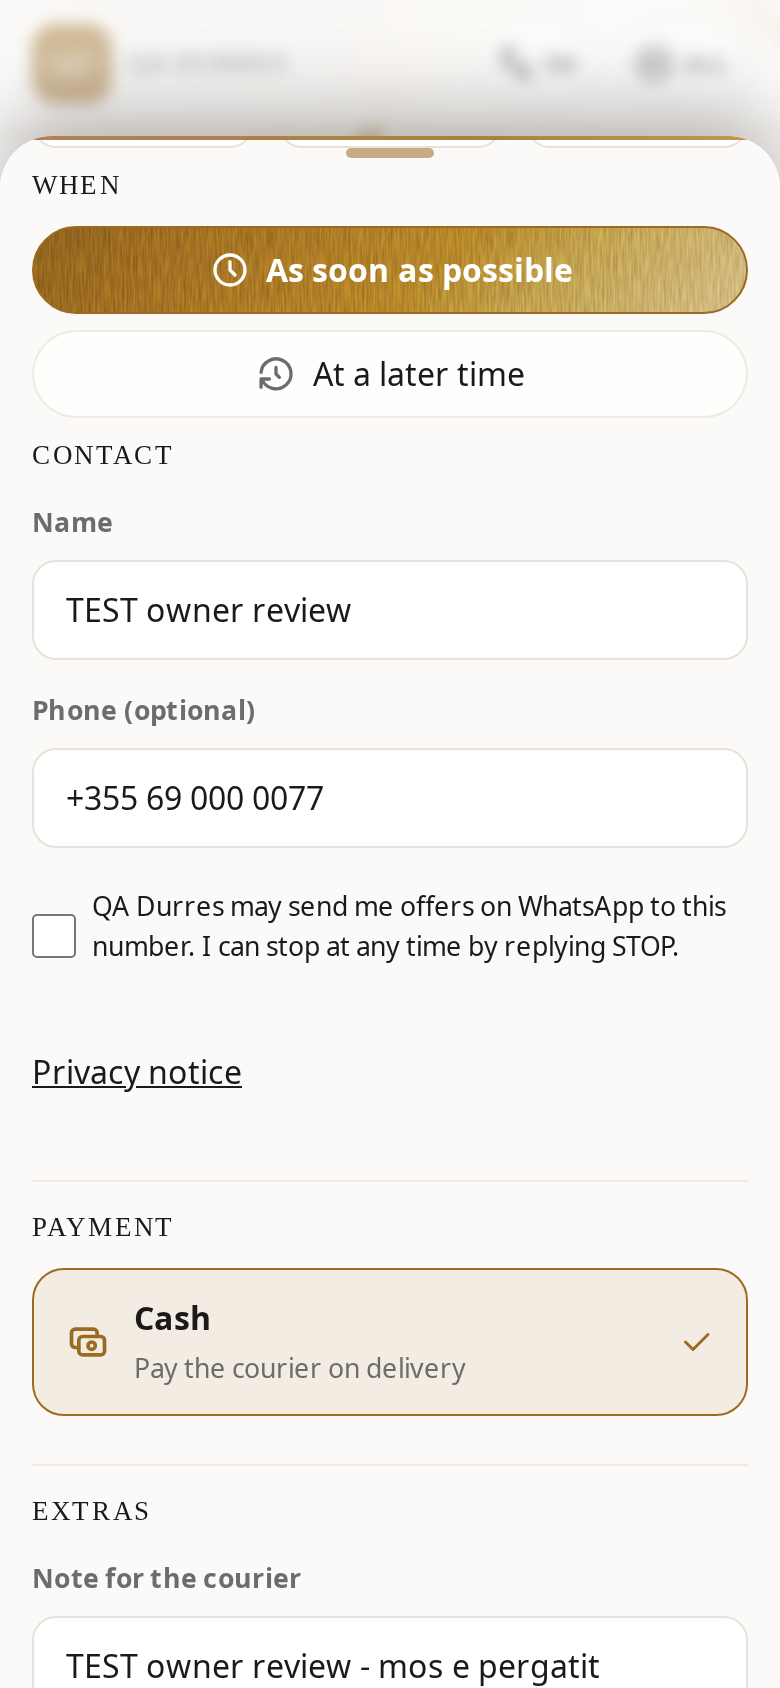 WHEN
As soon as possible
At a later time
CONTACT
Name
TEST owner review
Phone (optional)
+355 69 000 0077
QA Durres may send me offers on WhatsApp to this
number. I can stop at any time by replying STOP.
Privacy notice
PAYMENT
Cash
Pay the courier on delivery
EXTRAS
Note for the courier
TEST owner review - mos e pergatit